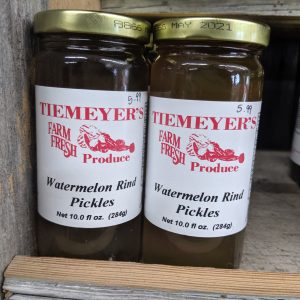 MAY 2021
5.99
TIEMEYER'S
FARM
FRESH
Produce
Watermelon Rind
Pickles
Net 10.0 fl oz. (284g)
5.99
TIEMEYER'S
FARM
FRESH
Produce
Watermelon Rind
Pickles
Net 10.0 fl oz. (284g)